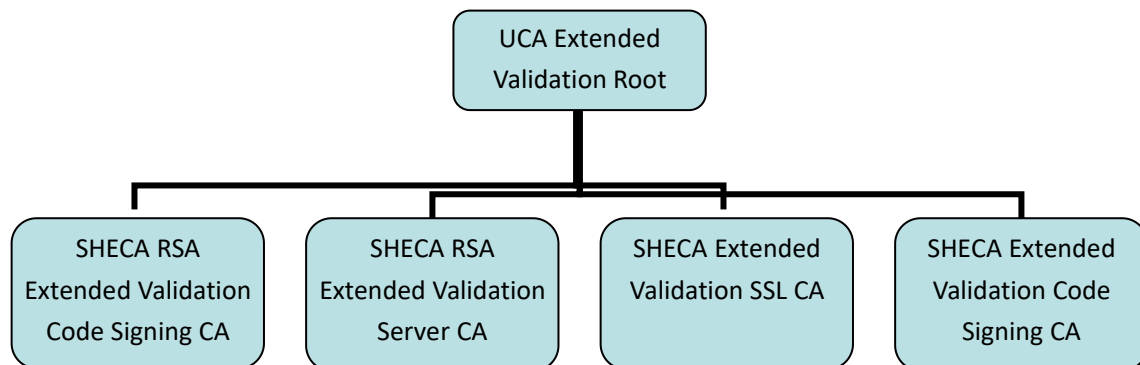 UCA Extended
Validation Root
SHECA RSA
Extended Validation
Code Signing CA
SHECA RSA
Extended Validation
Server CA
SHECA Extended
Validation SSL CA
SHECA Extended
Validation Code
Signing CA